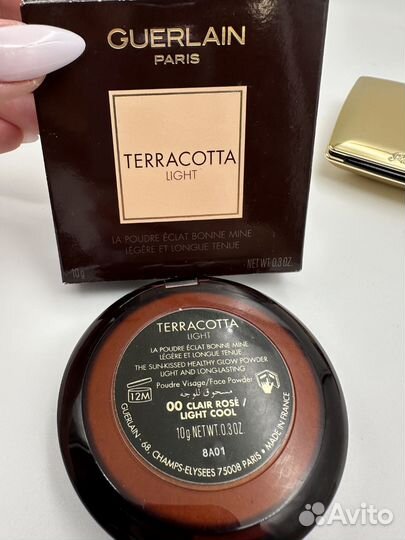 GUERLAIN
PARIS
TERRACOTTA
LIGHT
LA POUDRE ÉCLAT BONNE MINE
LÉGÈRE ET LONGUE TENUE
10g NET WT.0.3 OZ.
TERRACOTTA
LIGHT
LA POUDRE ÉCLAT BONNE MINE
LÉGÈRE ET LONGUE TENUE
THE SUN-KISSED HEALTHY GLOW POWDER
LIGHT AND LONG-LASTING
Poudre Visage/Face Powder
مسحوق للوجه
12M
00 CLAIR ROSÉ /
LIGHT COOL
10g NET WT. 0.3 OZ.
8A01
GUERLAIN • 68, CHAMPS-ELYSEES 75008 PARIS • MADE IN FRANCE
Avito